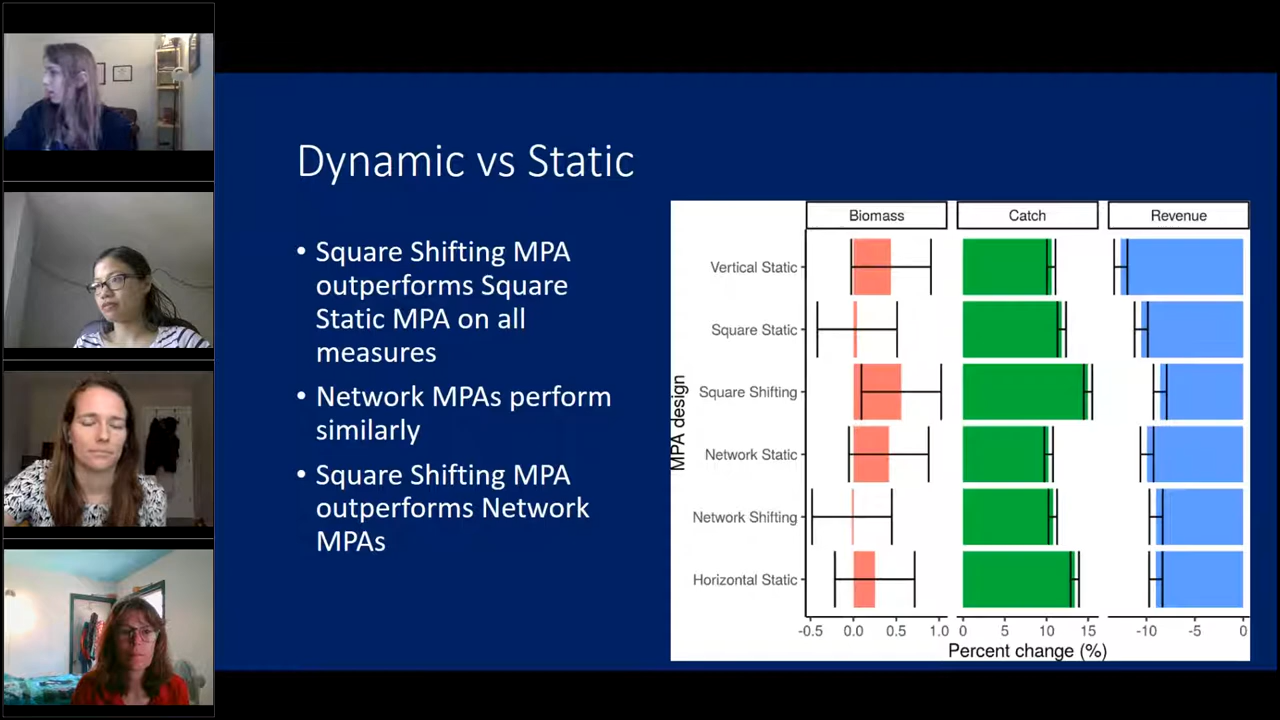 Dynamic vs Static
• Square Shifting MPA
outperforms Square
Static MPA on all
measures
• Network MPAs perform
similarly
• Square Shifting MPA
outperforms Network
MPAs
Biomass Catch Revenue
MPA design
Vertical Static
Square Static
Square Shifting
Network Static
Network Shifting
Horizontal Static
-0.5 0.0 0.5 1.0 0 5 10 15 -10 -5 0
Percent change (%)